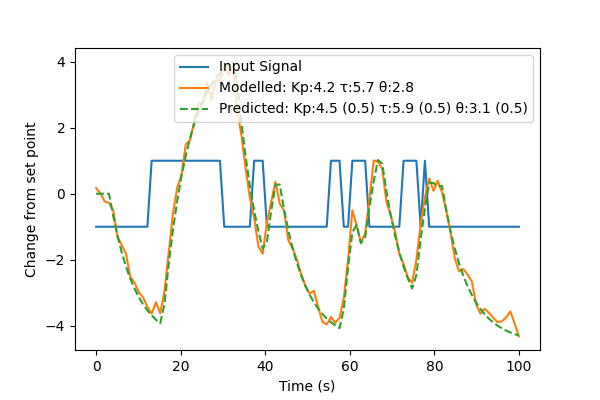 Input Signal
Modelled: Kp:4.2 τ:5.7 θ:2.8
Predicted: Kp:4.5 (0.5) τ:5.9 (0.5) θ:3.1 (0.5)
Change from set point
4
2
0
−2
−4
0 20 40 60 80 100
Time (s)